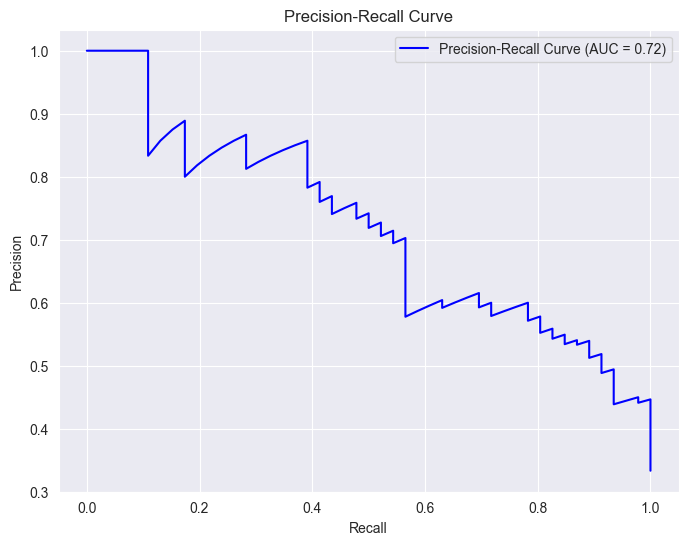 Precision-Recall Curve
Precision-Recall Curve (AUC = 0.72)
1.0
0.9
0.8
0.7
0.6
0.5
0.4
0.3
Precision
0.0 0.2 0.4 0.6 0.8 1.0
Recall